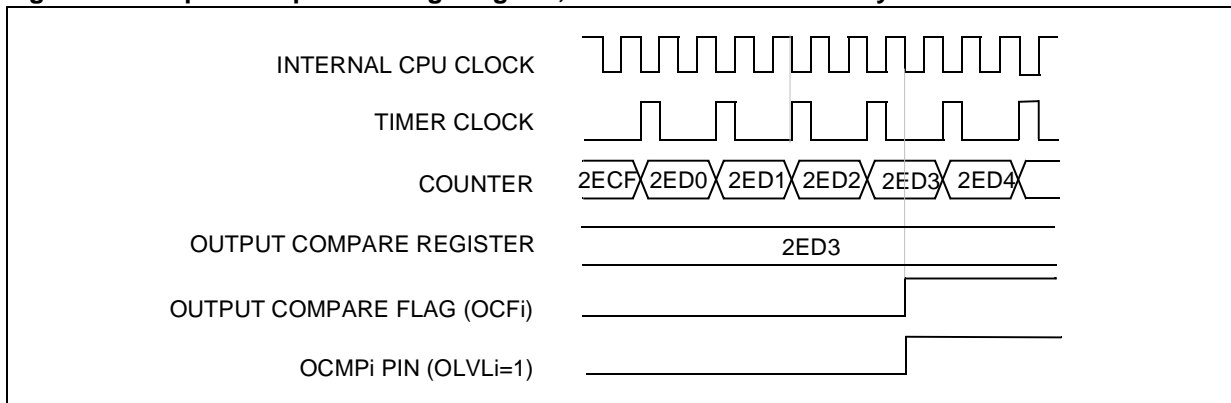 INTERNAL CPU CLOCK
TIMER CLOCK
COUNTER 2ECF 2ED0 2ED1 2ED2 2ED3 2ED4
OUTPUT COMPARE REGISTER 2ED3
OUTPUT COMPARE FLAG (OCFi)
OCMPi PIN (OLVLi=1)